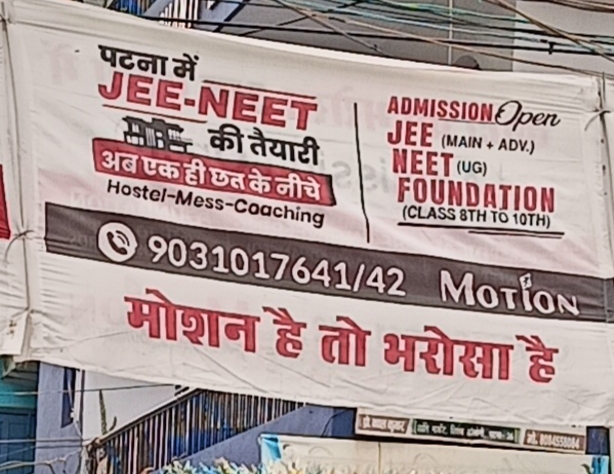 पटना में
JEE-NEET
की तैयारी
अब एक ही छत के नीचे
Hostel-Mess-Coaching
ADMISSION Open
JEE (MAIN + ADV.)
NEET (UG)
FOUNDATION
(CLASS 8TH TO 10TH)
9031017641/42 MOTION
मोशन है तो भरोसा है